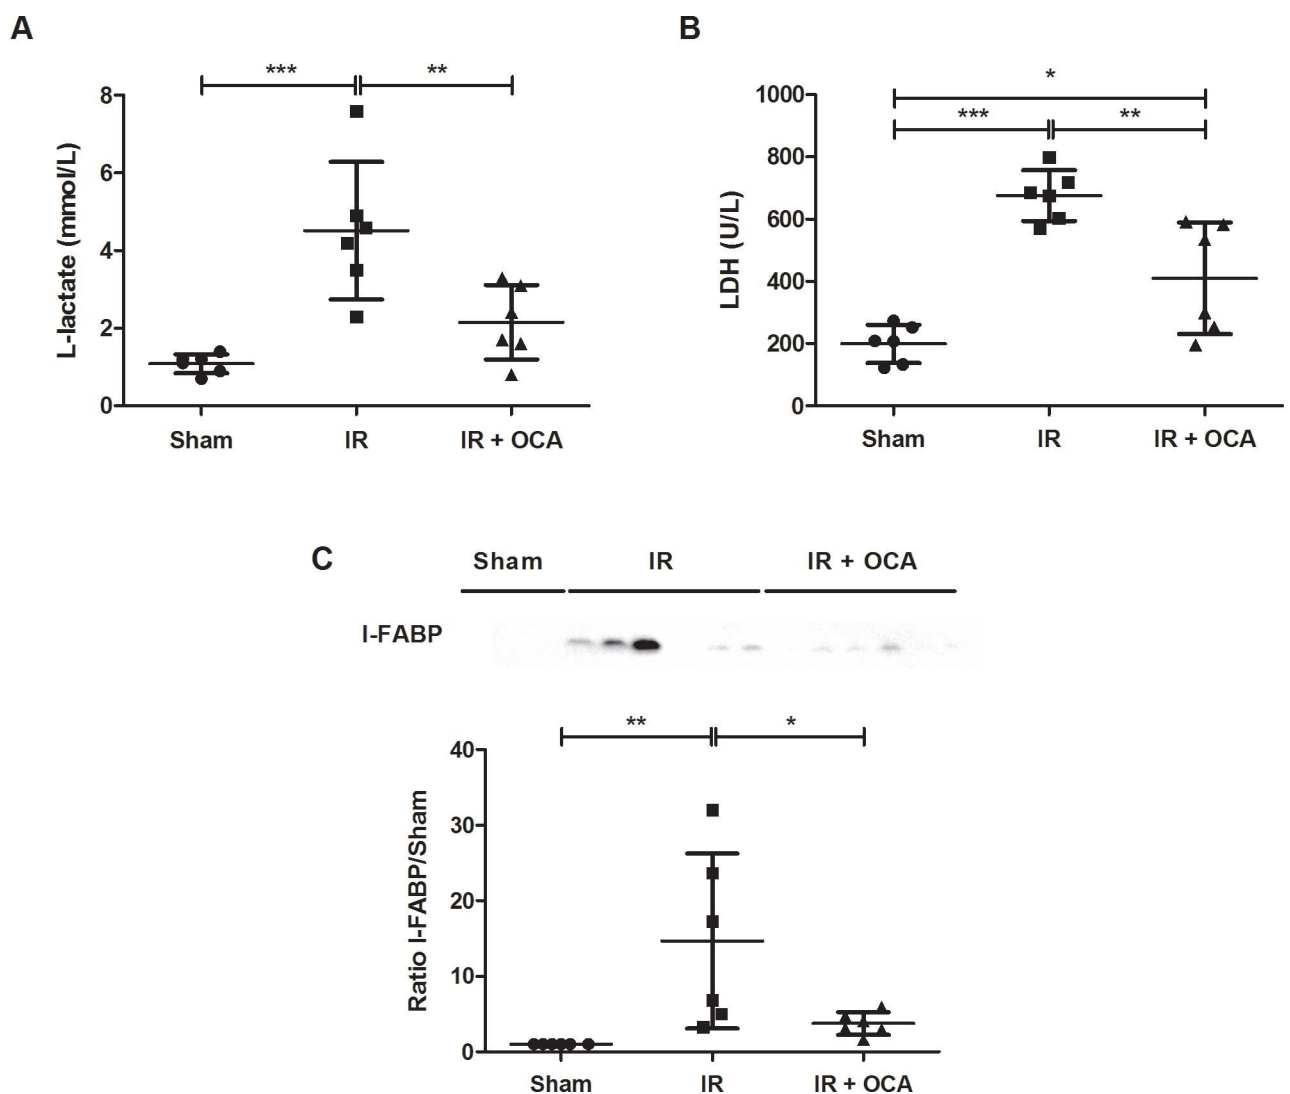 A
*** **
L-lactate (mmol/L)
8
6
4
2
0
Sham IR IR + OCA
B
*
*** **
LDH (U/L)
1000
800
600
400
200
0
Sham IR IR + OCA
C
Sham IR IR + OCA
I-FABP
** *
Ratio I-FABP/Sham
40
30
20
10
0
Sham IR IR + OCA